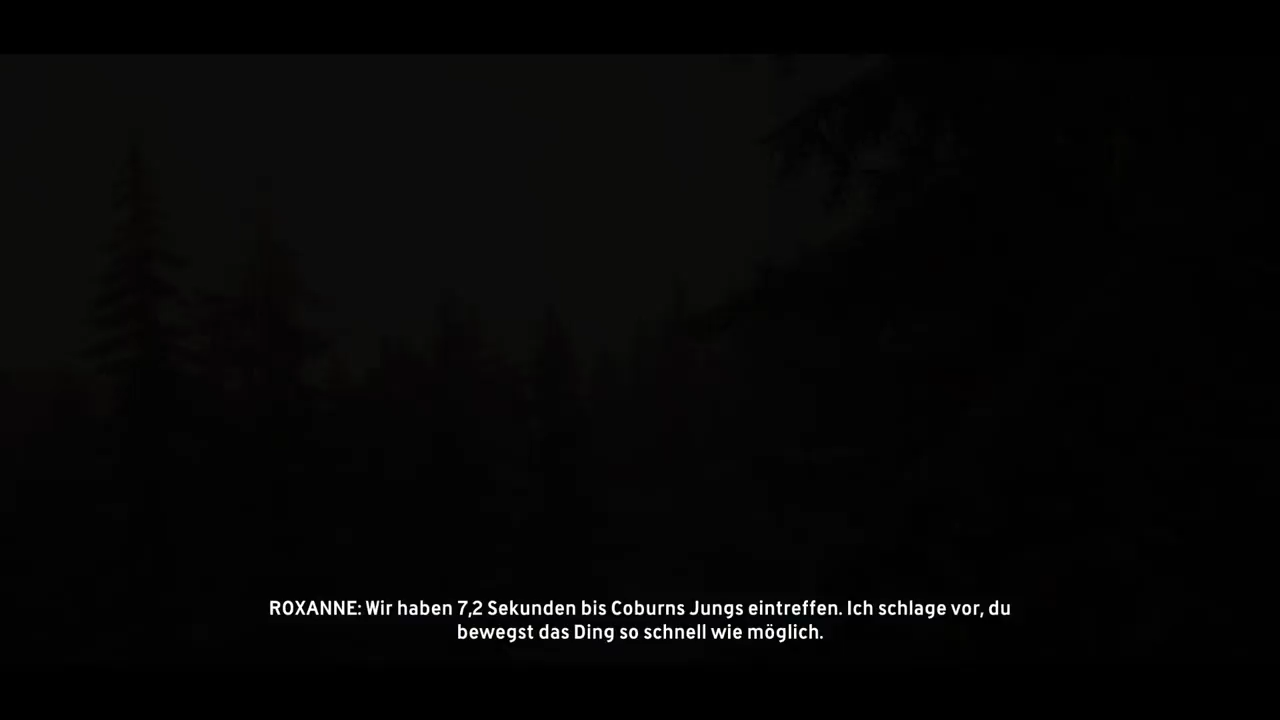 ROXANNE: Wir haben 7,2 Sekunden bis Coburns Jungs eintreffen. Ich schlage vor, du
bewegst das Ding so schnell wie möglich.